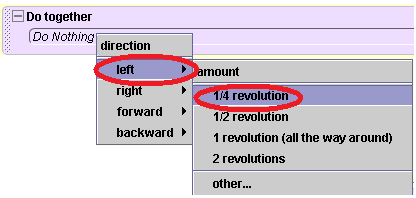 Do together
Do Nothing
direction
left
right
forward
backward
amount
1/4 revolution
1/2 revolution
1 revolution (all the way around)
2 revolutions
other...